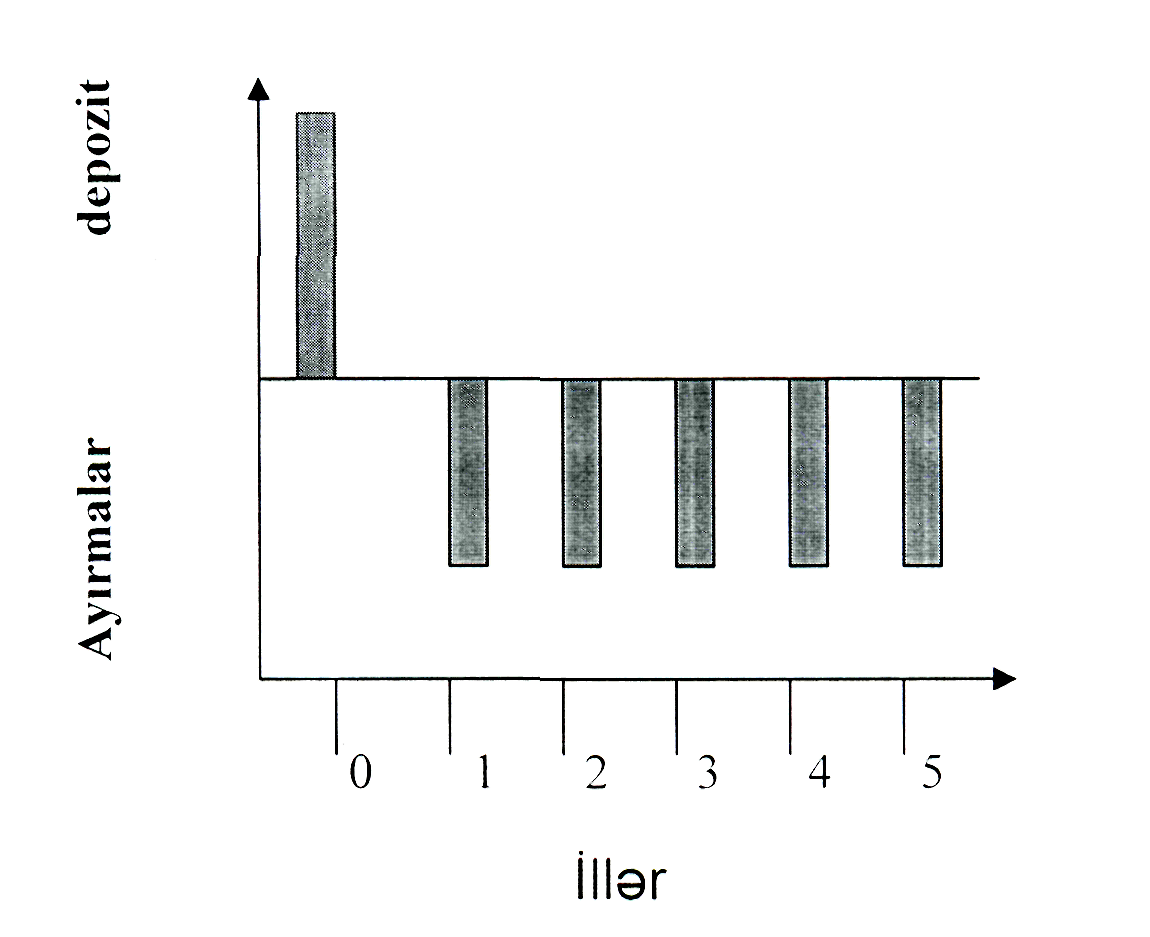 depozit
Ayırmalar
0 1 2 3 4 5
İllər